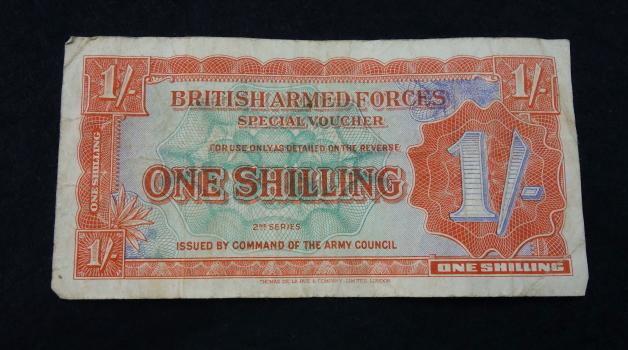 1/- 1/-
BRITISH ARMED FORCES
SPECIAL VOUCHER
FOR USE ONLY AS DETAILED ON THE REVERSE
ONE SHILLING
ONE SHILLING
1/-
2ND SERIES
1/-
ISSUED BY COMMAND OF THE ARMY COUNCIL
ONE SHILLING
THOMAS DE LA RUE & COMPANY, LIMITED, LONDON